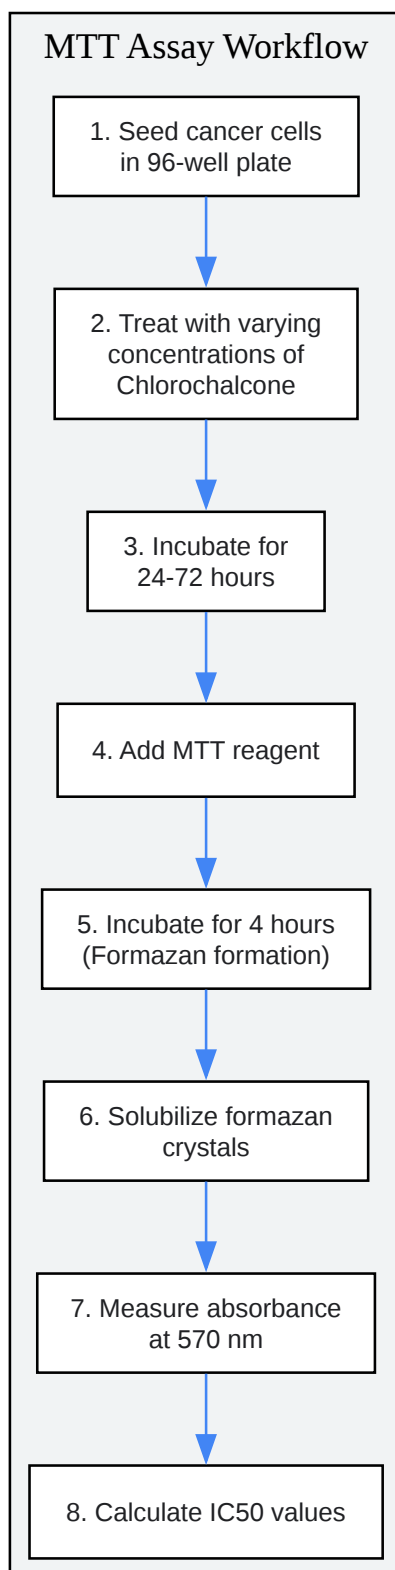 MTT Assay Workflow
1. Seed cancer cells
in 96-well plate
2. Treat with varying
concentrations of
Chlorochalcone
3. Incubate for
24-72 hours
4. Add MTT reagent
5. Incubate for 4 hours
(Formazan formation)
6. Solubilize formazan
crystals
7. Measure absorbance
at 570 nm
8. Calculate IC50 values